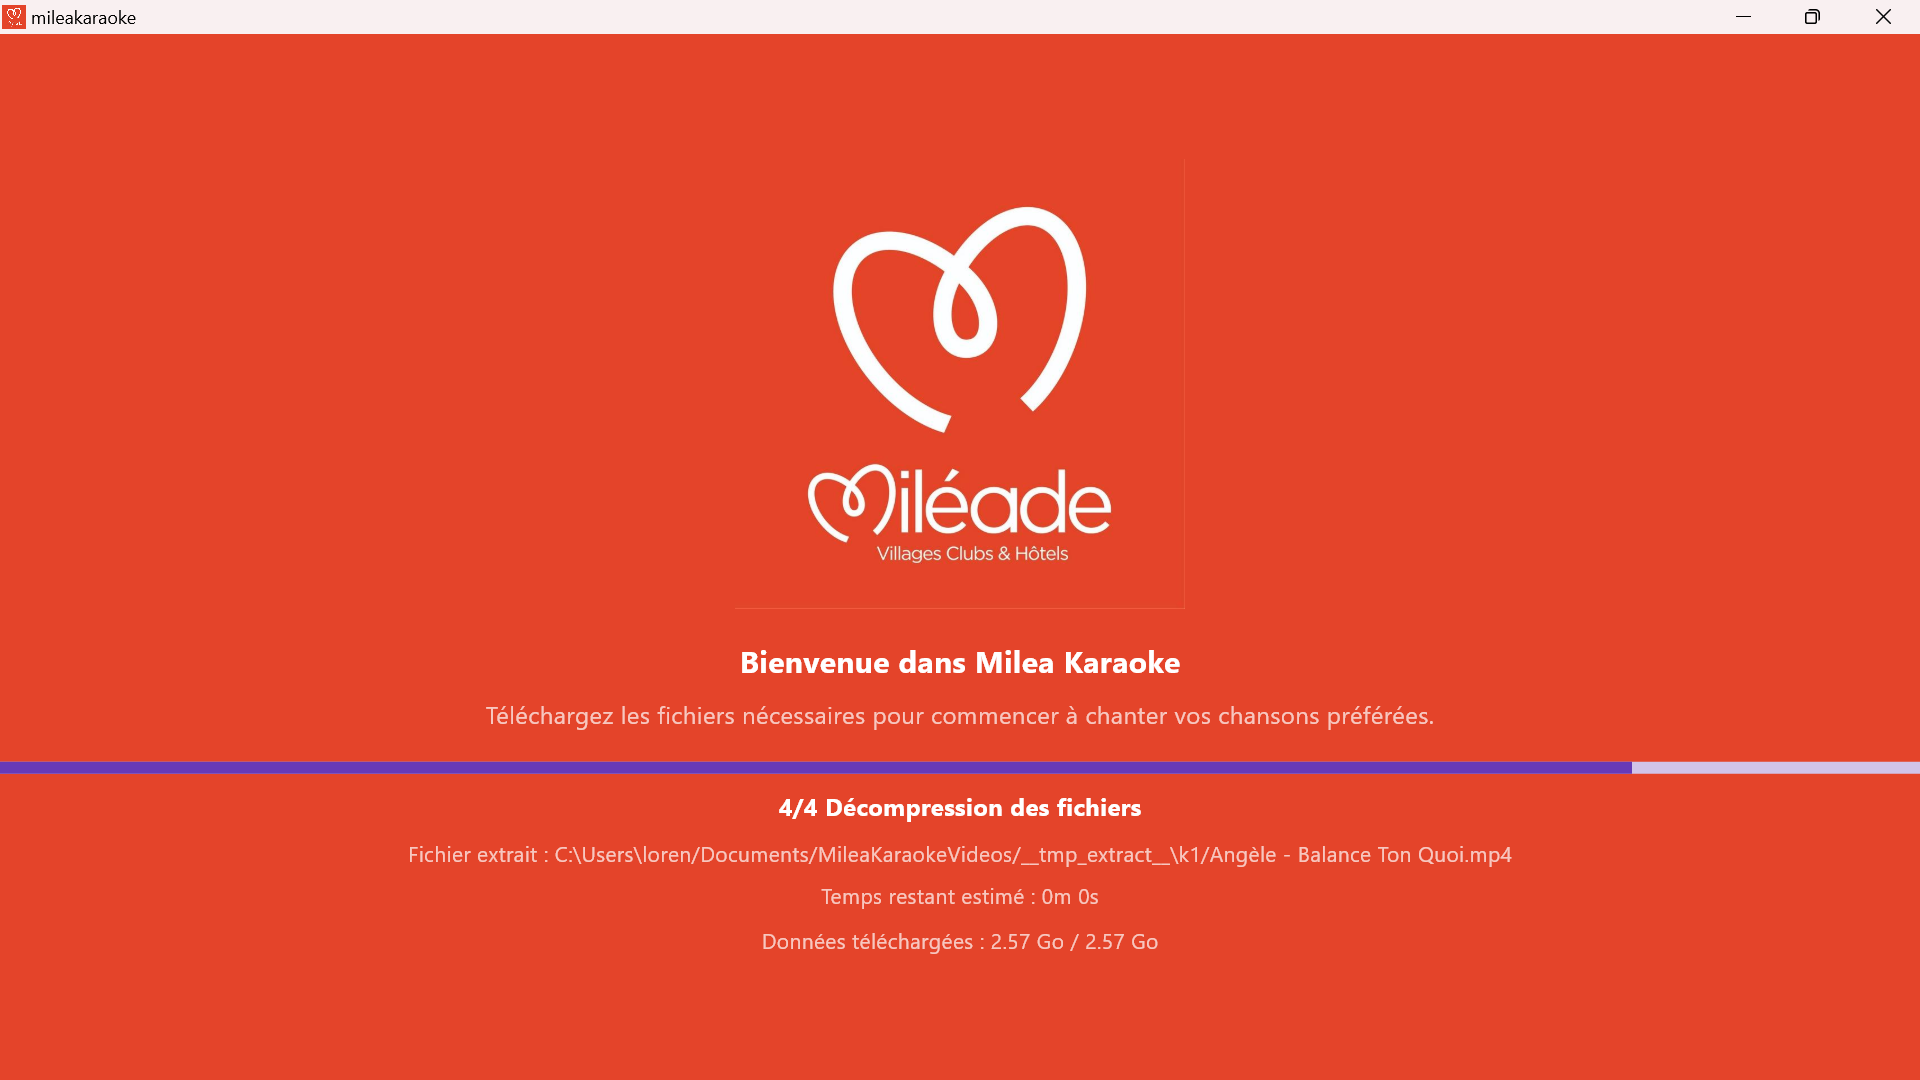 mileakaraoke
Miléade
Villages Clubs & Hôtels
Bienvenue dans Milea Karaoke
Téléchargez les fichiers nécessaires pour commencer à chanter vos chansons préférées.
4/4 Décompression des fichiers
Fichier extrait : C:\Users\loren/Documents/MileaKaraokeVideos/__tmp_extract__\k1/Angèle - Balance Ton Quoi.mp4
Temps restant estimé : 0m 0s
Données téléchargées : 2.57 Go / 2.57 Go